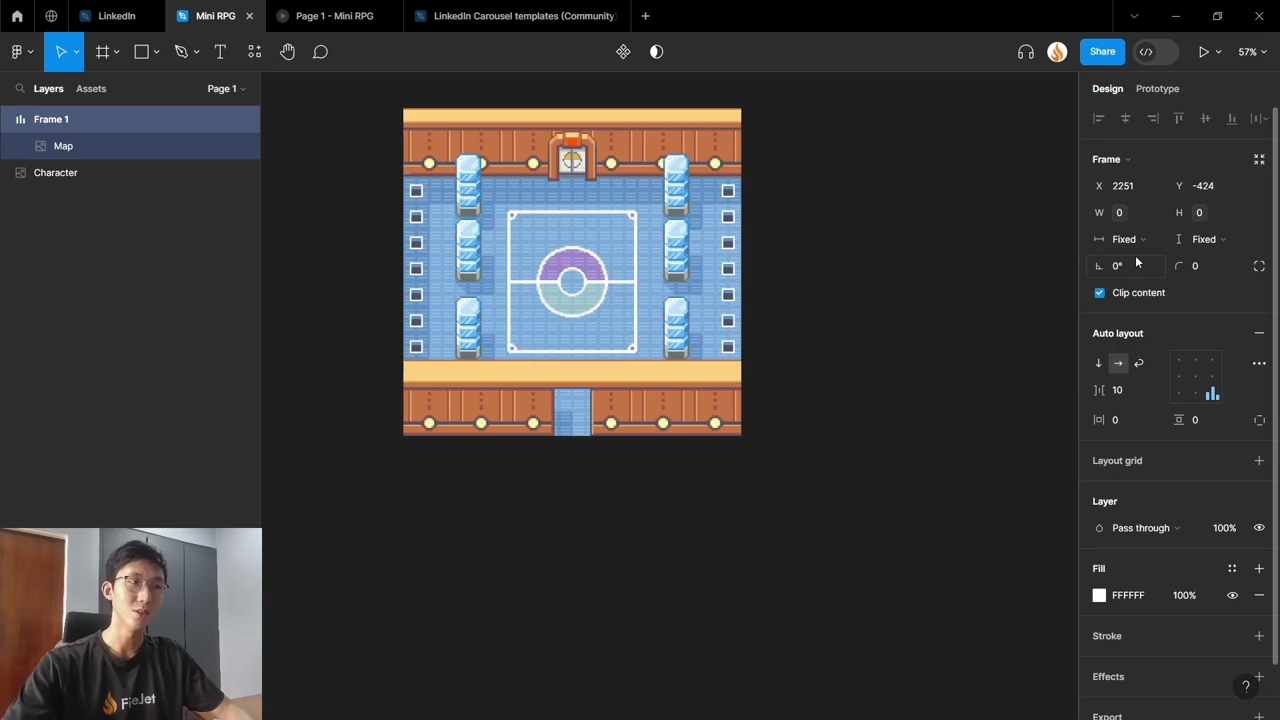 LinkedIn
Mini RPG
Page 1 - Mini RPG
LinkedIn Carousel templates (Community
T
Share
57%
Layers
Assets
Page 1
Frame 1
Map
Character
FireJet
Design
Prototype
Frame
X 2251
Y -424
W 0
H 0
Fixed
Fixed
0°
0
Clip content
Auto layout
10
0
0
Layout grid
Layer
Pass through
100%
Fill
FFFFFF
100%
Stroke
Effects
Export
?